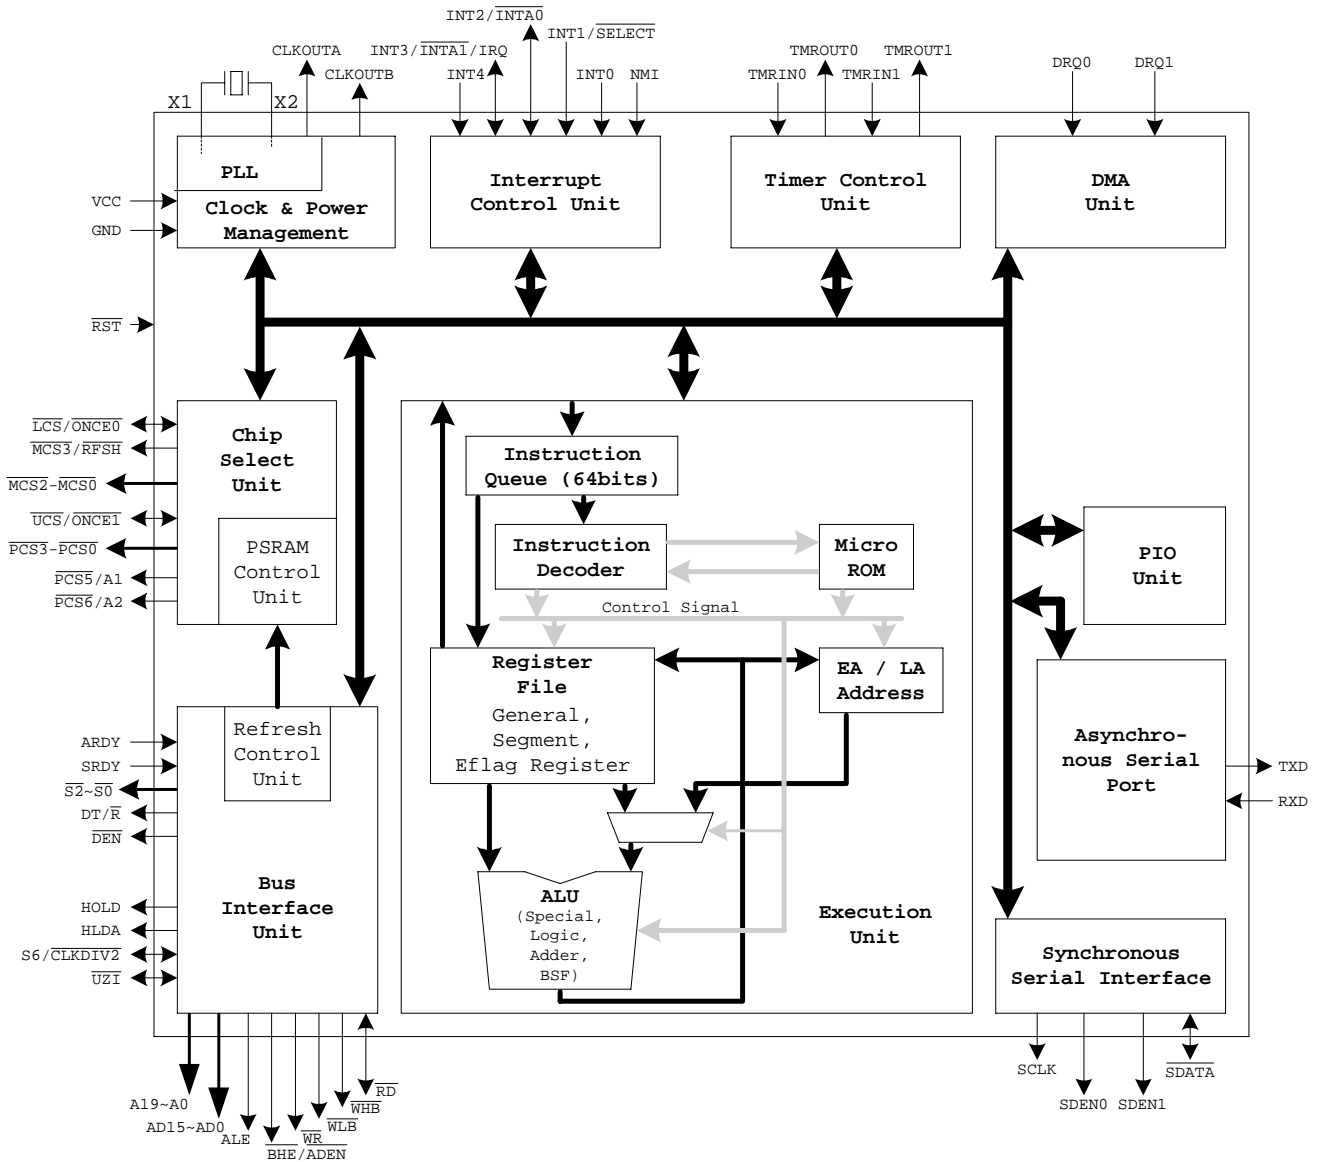 INT2/INTA0
INT3/INTA1/IRQ
INT1/SELECT
CLKOUTA
CLKOUTB
INT4
INT0
NMI
TMROUT0
TMROUT1
TMRIN0
TMRIN1
DRQ0
DRQ1
X1
X2
PLL
Clock & Power
Management
VCC
GND
RST
Interrupt
Control Unit
Timer Control
Unit
DMA
Unit
LCS/ONCE0
MCS3/RFSH
MCS2-MCS0
UCS/ONCE1
PCS3-PCS0
PCS5/A1
PCS6/A2
Chip
Select
Unit
PSRAM
Control
Unit
Instruction
Queue (64bits)
Instruction
Decoder
Micro
ROM
Control Signal
Register
File
General,
Segment,
Eflag Register
EA / LA
Address
ALU
(Special,
Logic,
Adder,
BSF)
Execution
Unit
PIO
Unit
Asynchro-
nous Serial
Port
TXD
RXD
Synchronous
Serial Interface
SCLK
SDEN0
SDEN1
SDATA
Refresh
Control
Unit
Bus
Interface
Unit
ARDY
SRDY
S2~S0
DT/R
DEN
HOLD
HLDA
S6/CLKDIV2
UZI
A19~A0
AD15~AD0
ALE
BHE/ADEN
WR
WLB
WHB
RD